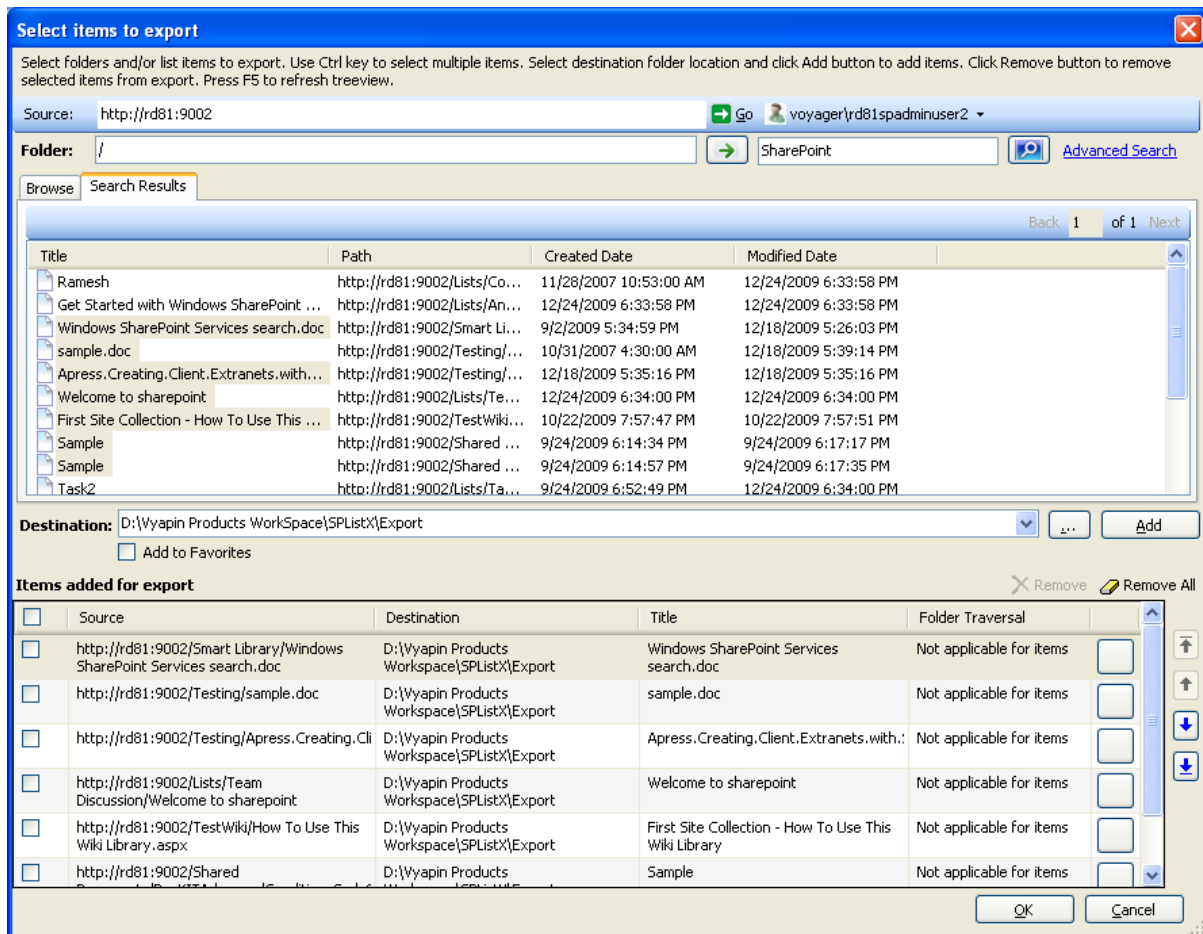 Select items to export
Select folders and/or list items to export. Use Ctrl key to select multiple items. Select destination folder location and click Add button to add items. Click Remove button to remove
selected items from export. Press F5 to refresh treeview.
Source: http://rd81:9002 Go voyager\rd81spadminuser2
Folder: / SharePoint Advanced Search
Browse Search Results
Back 1 of 1 Next
Title Path Created Date Modified Date
Ramesh http://rd81:9002/Lists/Co... 11/28/2007 10:53:00 AM 12/24/2009 6:33:58 PM
Get Started with Windows SharePoint ... http://rd81:9002/Lists/An... 12/24/2009 6:33:58 PM 12/24/2009 6:33:58 PM
Windows SharePoint Services search.doc http://rd81:9002/Smart Li... 9/2/2009 5:34:59 PM 12/18/2009 5:26:03 PM
sample.doc http://rd81:9002/Testing/... 10/31/2007 4:30:00 AM 12/18/2009 5:39:14 PM
Apress.Creating.Client.Extranets.with... http://rd81:9002/Testing/... 12/18/2009 5:35:16 PM 12/18/2009 5:35:16 PM
Welcome to sharepoint http://rd81:9002/Lists/Te... 12/24/2009 6:34:00 PM 12/24/2009 6:34:00 PM
First Site Collection - How To Use This ... http://rd81:9002/TestWiki... 10/22/2009 7:57:47 PM 10/22/2009 7:57:51 PM
Sample http://rd81:9002/Shared ... 9/24/2009 6:14:34 PM 9/24/2009 6:17:17 PM
Sample http://rd81:9002/Shared ... 9/24/2009 6:14:57 PM 9/24/2009 6:17:35 PM
Task2 http://rd81:9002/Lists/Ta... 9/24/2009 6:52:49 PM 12/24/2009 6:34:00 PM
Destination: D:\Vyapin Products WorkSpace\SPListX\Export ... Add
Add to Favorites
Items added for export Remove Remove All
Source Destination Title Folder Traversal
http://rd81:9002/Smart Library/Windows D:\Vyapin Products Windows SharePoint Services Not applicable for items
SharePoint Services search.doc Workspace\SPListX\Export search.doc
http://rd81:9002/Testing/sample.doc D:\Vyapin Products sample.doc Not applicable for items
Workspace\SPListX\Export
http://rd81:9002/Testing/Apress.Creating.Cli D:\Vyapin Products Apress.Creating.Client.Extranets.with. Not applicable for items
Workspace\SPListX\Export
http://rd81:9002/Lists/Team D:\Vyapin Products Welcome to sharepoint Not applicable for items
Discussion/Welcome to sharepoint Workspace\SPListX\Export
http://rd81:9002/TestWiki/How To Use This D:\Vyapin Products First Site Collection - How To Use This Not applicable for items
Wiki Library.aspx Workspace\SPListX\Export Wiki Library
http://rd81:9002/Shared D:\Vyapin Products Sample Not applicable for items
OK Cancel